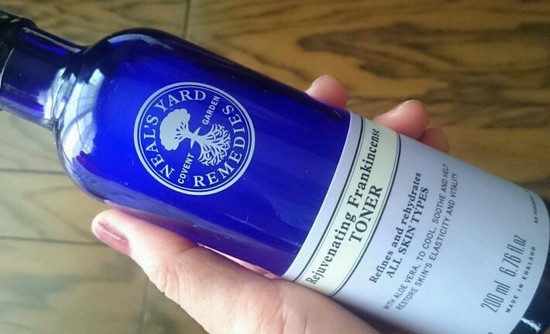 NEAL'S YARD
REMEDIES
COVENT GARDEN
Rejuvenating Frankincense
TONER
Refines and rehydrates
ALL SKIN TYPES
WITH ALOE VERA, TO COOL, SOOTHE AND HELP
RESTORE SKIN'S ELASTICITY AND VITALITY
200 ml 6.76 fl.oz
MADE IN ENGLAND